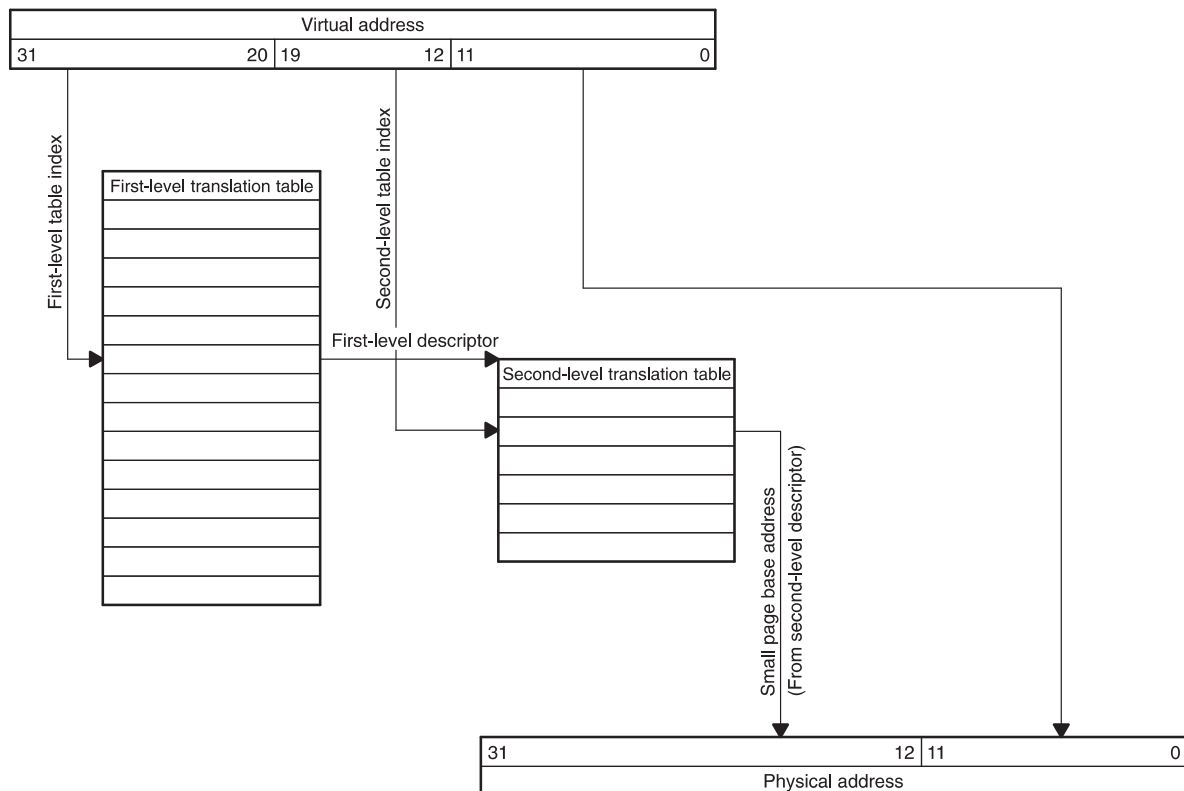 Virtual address
31 20 19 12 11 0
First-level table index
Second-level table index
First-level translation table
First-level descriptor
Second-level translation table
Small page base address
(From second-level descriptor)
31 12 11 0
Physical address